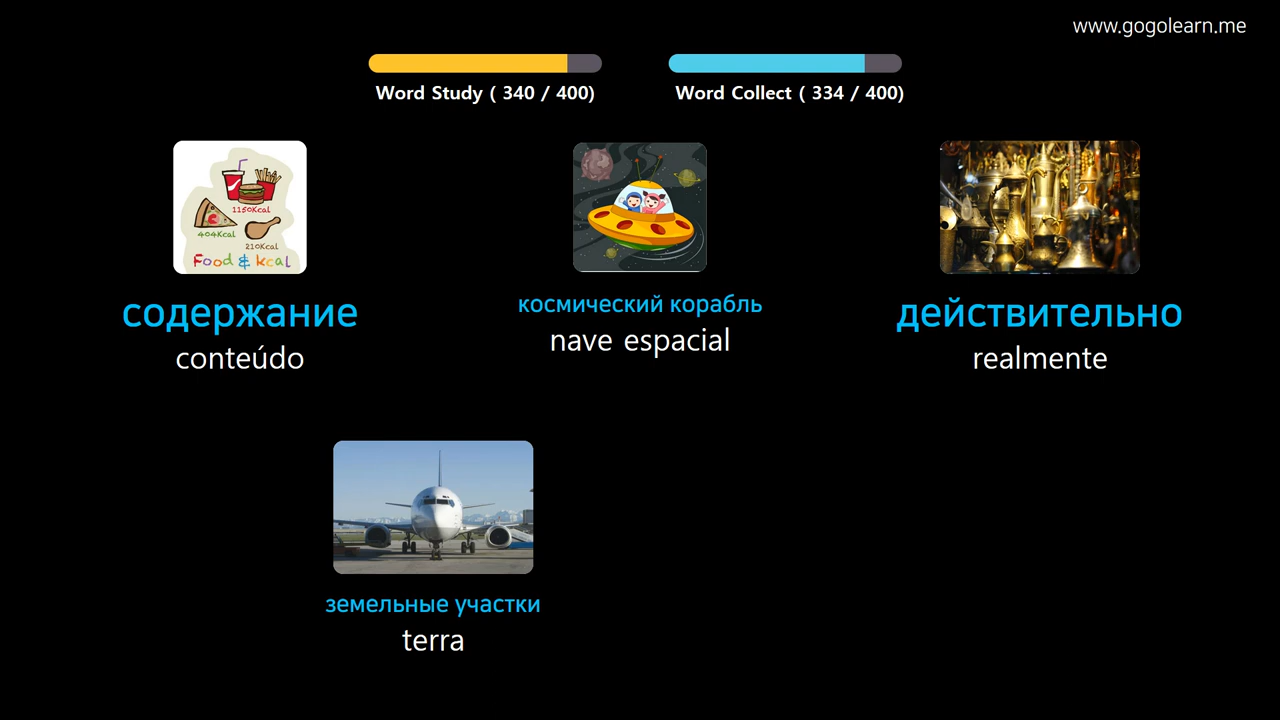 www.gogolearn.me
Word Study ( 340 / 400)
Word Collect ( 334 / 400)
1150Kcal
404Kcal
210Kcal
Food & kcal
содержание
conteúdo
космический корабль
nave espacial
действительно
realmente
земельные участки
terra